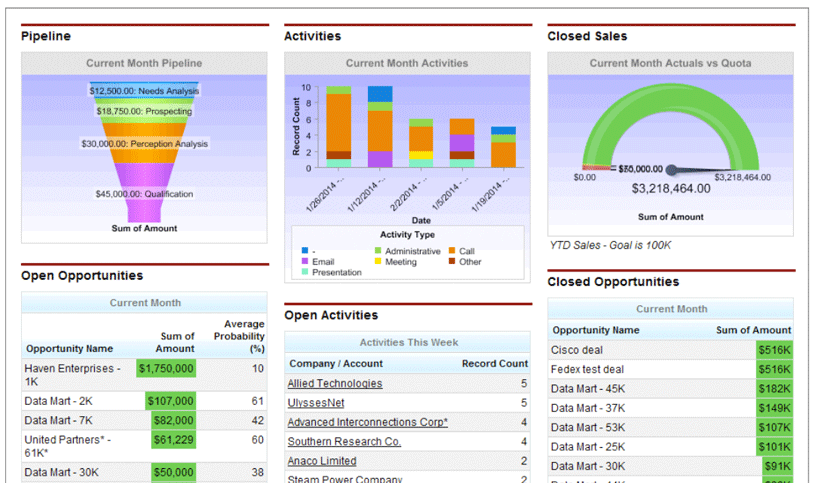 Pipeline
Current Month Pipeline
$12,500.00: Needs Analysis
$18,750.00: Prospecting
$30,000.00: Perception Analysis
$45,000.00: Qualification
Sum of Amount
Open Opportunities
Current Month
Opportunity Name Sum of Amount Average Probability (%)
Haven Enterprises - 1K $1,750,000 10
Data Mart - 2K $107,000 61
Data Mart - 7K $82,000 42
United Partners* - 61K* $61,229 60
Data Mart - 30K $50,000 38
Activities
Current Month Activities
Record Count
10
8
6
4
2
0
1/26/2014 -..
1/12/2014 -..
2/2/2014 -..
1/5/2014 -..
1/19/2014 -..
Date
Activity Type
- Administrative Call
Email Meeting Other
Presentation
Open Activities
Activities This Week
Company / Account Record Count
Allied Technologies 5
UlyssesNet 5
Advanced Interconnections Corp* 4
Southern Research Co. 4
Anaco Limited 2
Steam Power Company 2
Closed Sales
Current Month Actuals vs Quota
$0.00
$3,218,464.00
$3,218,464.00
Sum of Amount
YTD Sales - Goal is 100K
Closed Opportunities
Current Month
Opportunity Name Sum of Amount
Cisco deal $516K
Fedex test deal $516K
Data Mart - 45K $182K
Data Mart - 37K $149K
Data Mart - 53K $107K
Data Mart - 25K $101K
Data Mart - 30K $91K